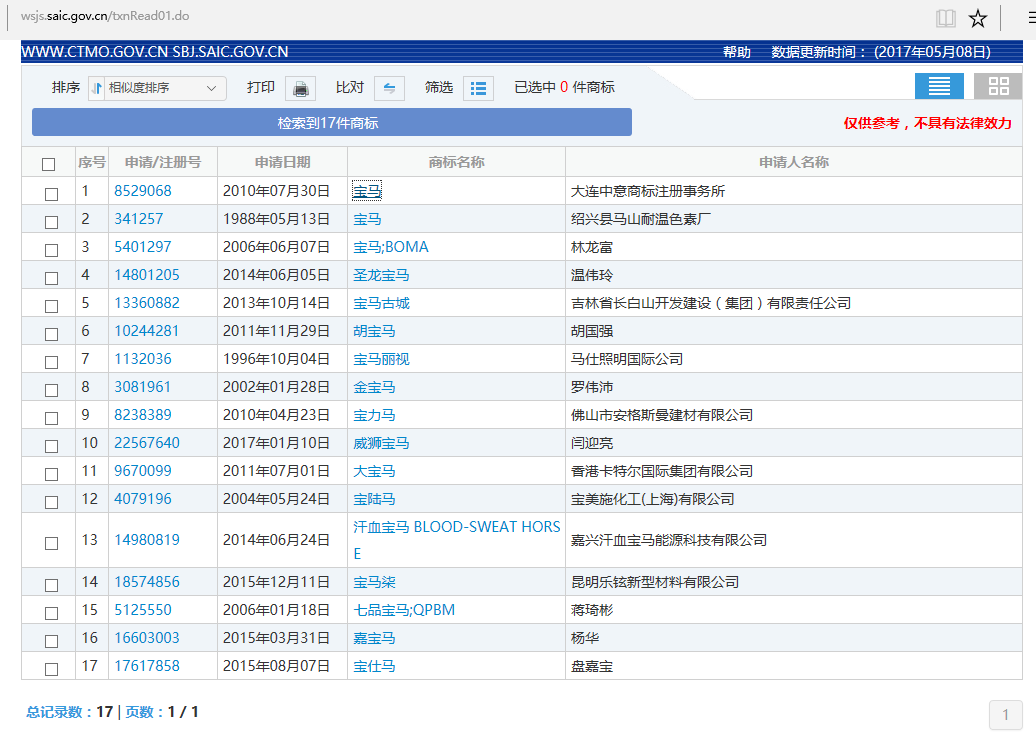 wsjs.saic.gov.cn/txnRead01.do
WWW.CTMO.GOV.CN SBJ.SAIC.GOV.CN 帮助 数据更新时间：(2017年05月08日)
排序 相似度排序 打印 比对 筛选 已选中 0 件商标
检索到17件商标 仅供参考，不具有法律效力
序号 申请/注册号 申请日期 商标名称 申请人名称
1 8529068 2010年07月30日 宝马 大连中意商标注册事务所
2 341257 1988年05月13日 宝马 绍兴县马山耐温色素厂
3 5401297 2006年06月07日 宝马;BOMA 林龙富
4 14801205 2014年06月05日 圣龙宝马 温伟玲
5 13360882 2013年10月14日 宝马古城 吉林省长白山开发建设（集团）有限责任公司
6 10244281 2011年11月29日 胡宝马 胡国强
7 1132036 1996年10月04日 宝马丽视 马仕照明国际公司
8 3081961 2002年01月28日 金宝马 罗伟沛
9 8238389 2010年04月23日 宝力马 佛山市安格斯曼建材有限公司
10 22567640 2017年01月10日 威狮宝马 闫迎亮
11 9670099 2011年07月01日 大宝马 香港卡特尔国际集团有限公司
12 4079196 2004年05月24日 宝陆马 宝美施化工(上海)有限公司
13 14980819 2014年06月24日 汗血宝马 BLOOD-SWEAT HORS 嘉兴汗血宝马能源科技有限公司
E
14 18574856 2015年12月11日 宝马柒 昆明乐铉新型材料有限公司
15 5125550 2006年01月18日 七品宝马;QPBM 蒋琦彬
16 16603003 2015年03月31日 嘉宝马 杨华
17 17617858 2015年08月07日 宝仕马 盘嘉宝
总记录数：17 | 页数：1 / 1
1